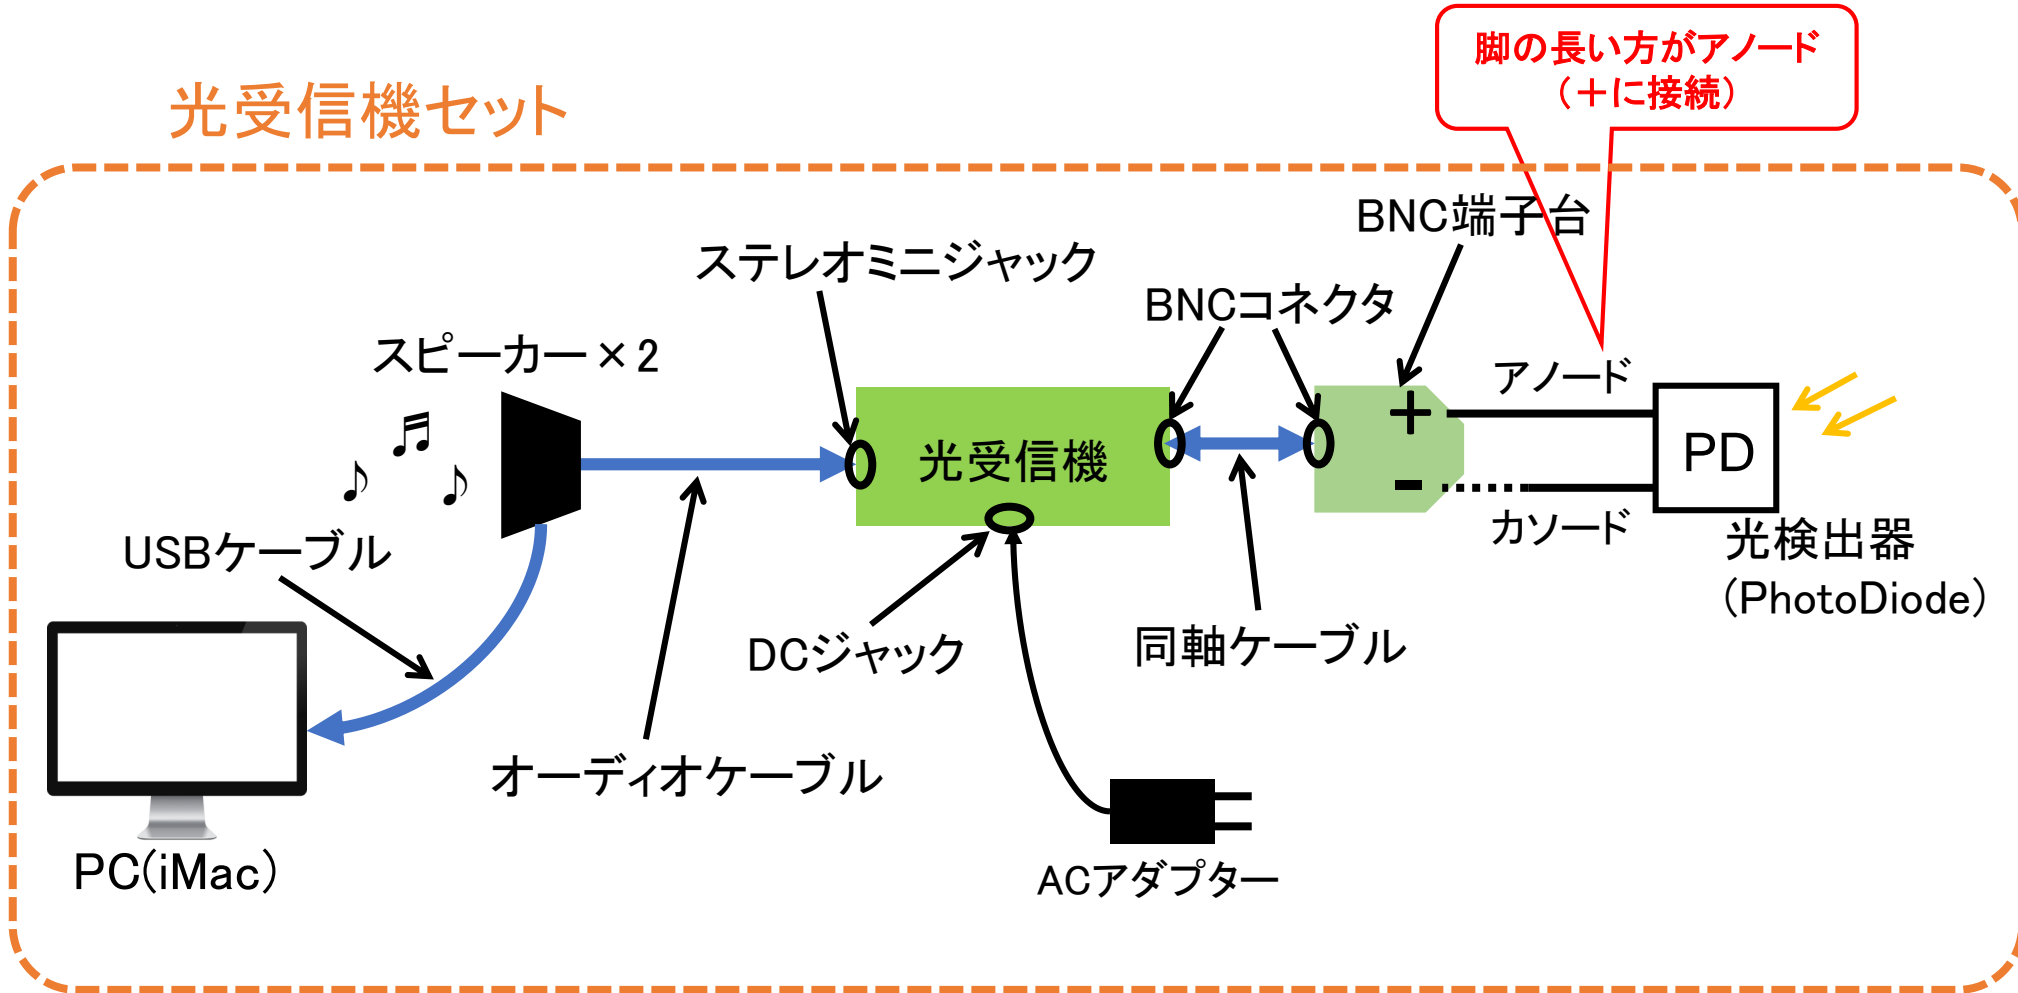 脚の長い方がアノード
(＋に接続)
光受信機セット
BNC端子台
ステレオミニジャック
BNCコネクタ
スピーカー×2
アノード
+
光受信機
PD
-
カソード
光検出器
(PhotoDiode)
USBケーブル
DCジャック
同軸ケーブル
オーディオケーブル
PC(iMac)
ACアダプター